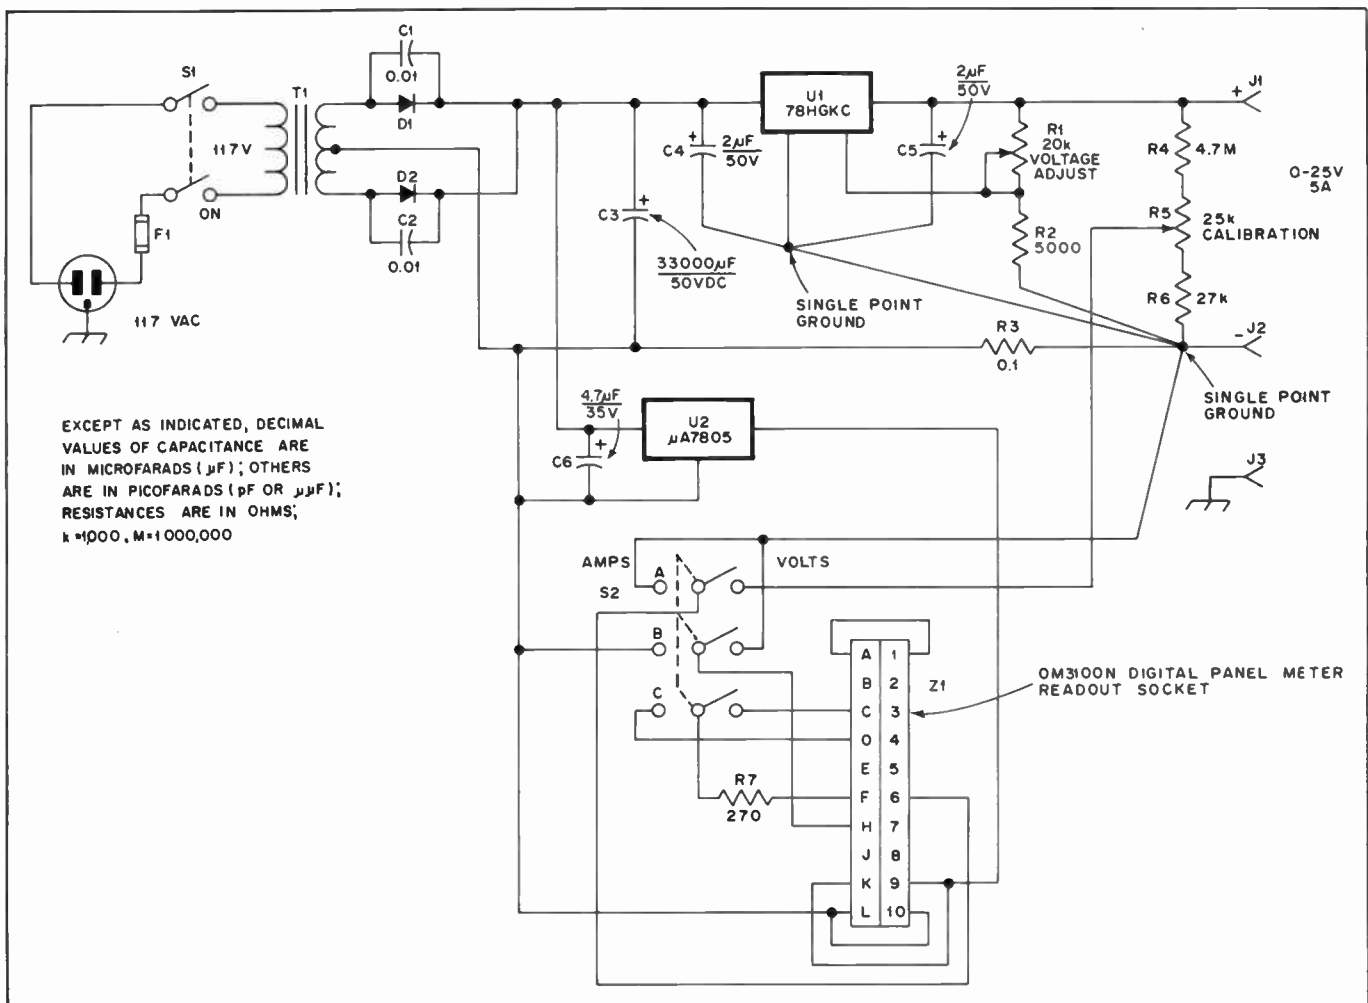 C1
0.01
D1
S1
T1
117V
ON
F1
117 VAC
D2
C2
0.01
C3
+
33000µF
50VDC
C4
+
2µF
50V
U1
78HGKC
2µF
50V
C5
+
R1
20k
VOLTAGE
ADJUST
R2
5000
SINGLE POINT
GROUND
+
J1
R4
4.7M
0-25V
5A
R5
25k
CALIBRATION
R6
27k
R3
0.1
-
J2
SINGLE POINT
GROUND
J3
4.7µF
35V
+
C6
U2
µA7805
EXCEPT AS INDICATED, DECIMAL
VALUES OF CAPACITANCE ARE
IN MICROFARADS (µF); OTHERS
ARE IN PICOFARADS (pF OR µµF);
RESISTANCES ARE IN OHMS;
k=1,000, M=1000,000
AMPS
VOLTS
S2
A
B
C
R7
270
A 1
B 2
C 3
D 4
E 5
F 6
H 7
J 8
K 9
L 10
Z1
DM3100N DIGITAL PANEL METER
READOUT SOCKET